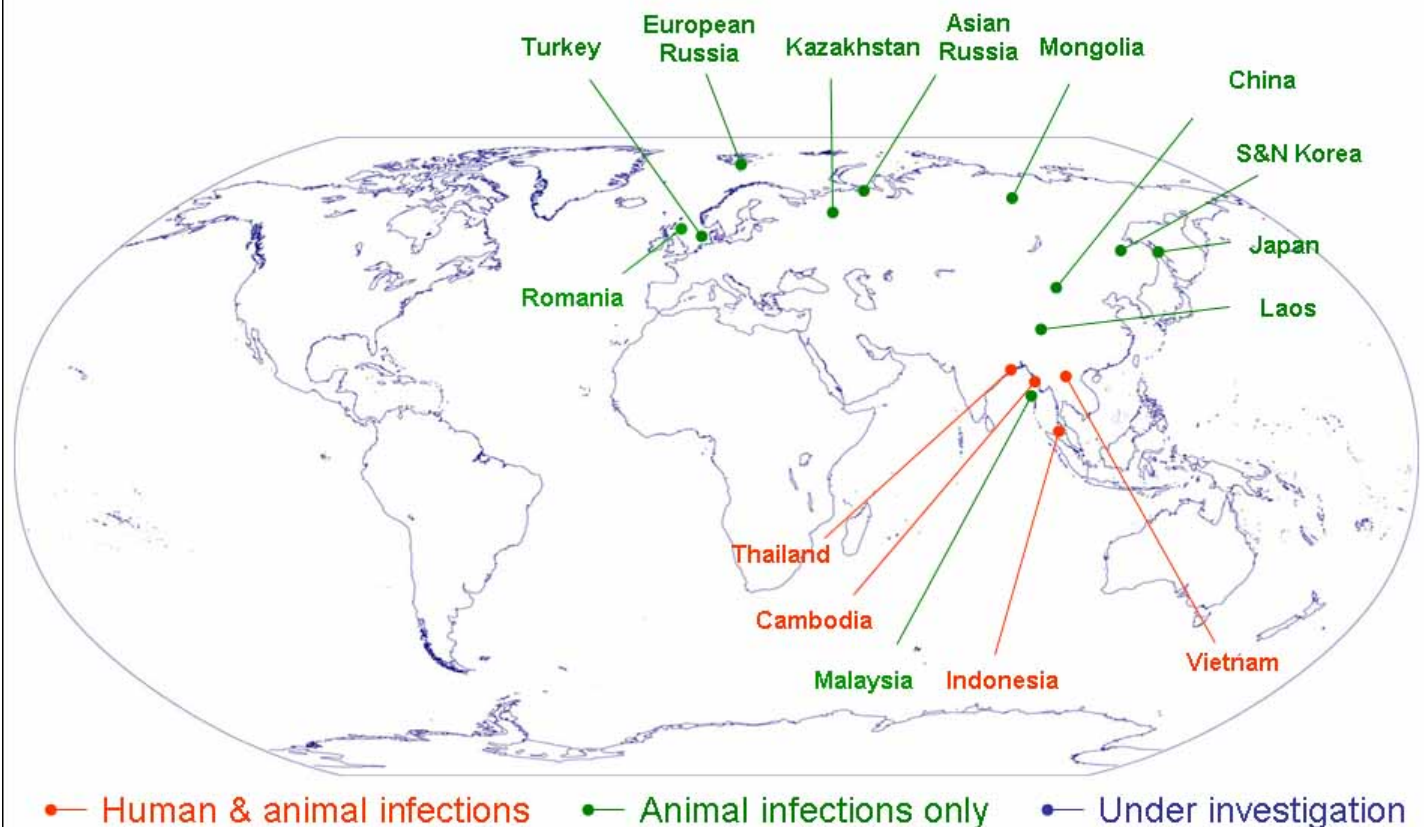 European
Russia
Asian
Russia
Turkey
Kazakhstan
Mongolia
China
S&N Korea
Japan
Romania
Laos
Thailand
Cambodia
Malaysia
Indonesia
Vietnam
Human & animal infections
Animal infections only
Under investigation